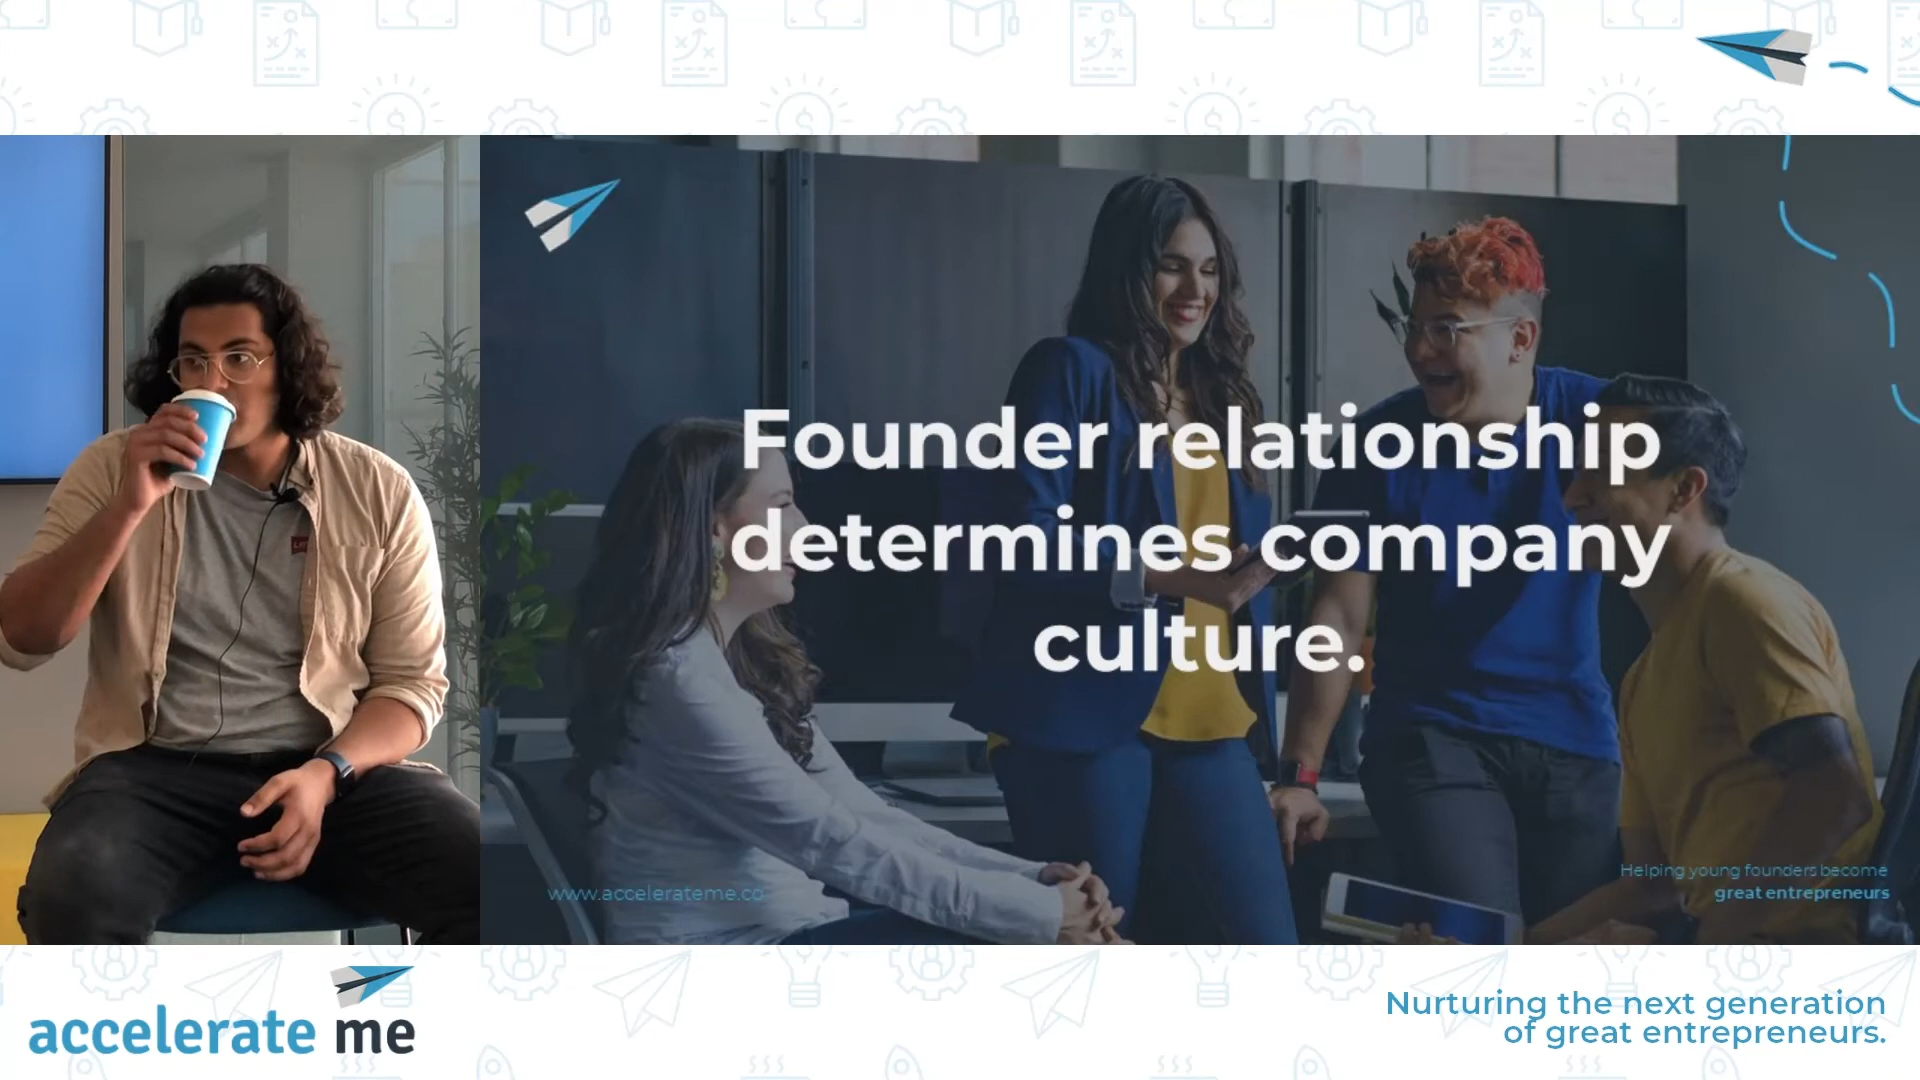 Founder relationship
determines company
culture.
www.accelerateme.co
Helping young founders become
great entrepreneurs
accelerate me
Nurturing the next generation
of great entrepreneurs.